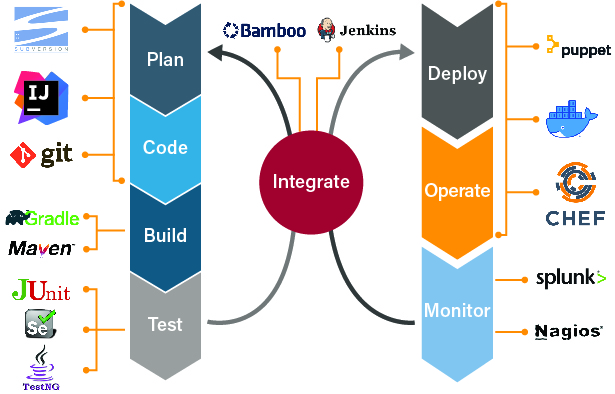 SUBVERSION
IJ
git
Gradle
Maven™
JUnit
Se
TestNG
Plan
Code
Build
Test
Bamboo
Jenkins
Integrate
Deploy
Operate
Monitor
puppet
CHEF
splunk>
Nagios®